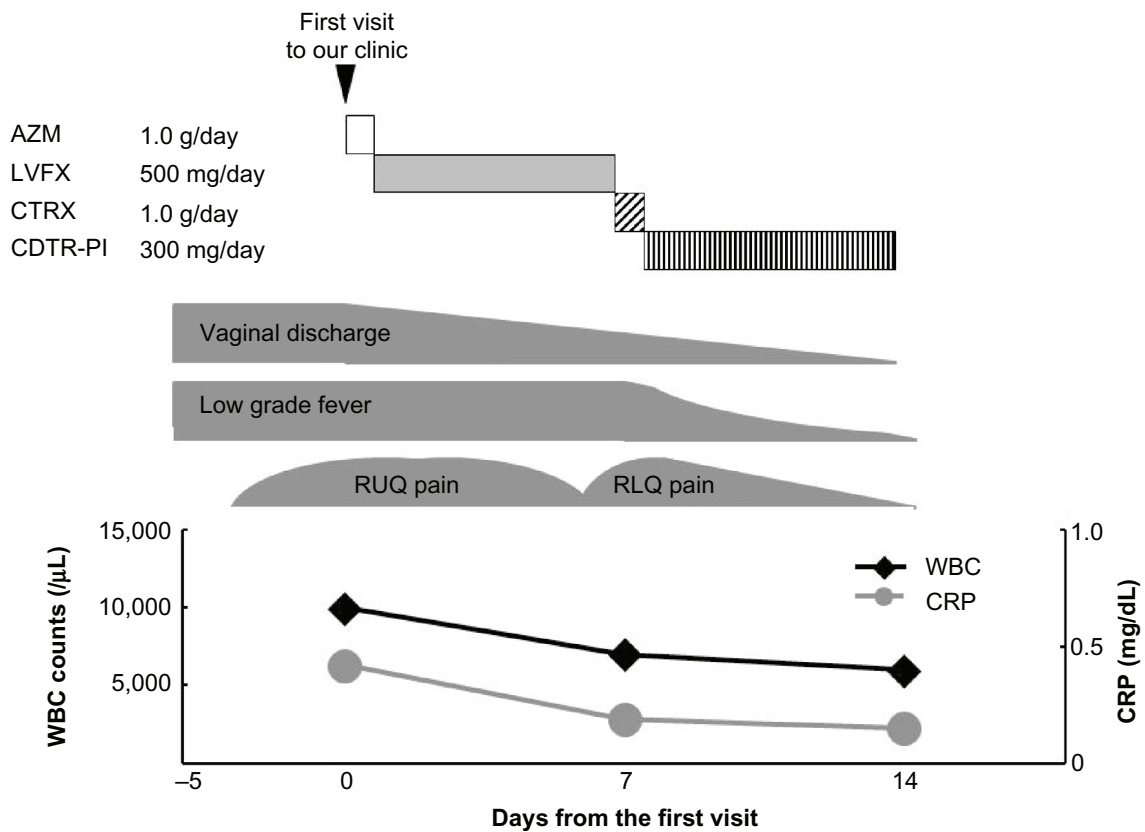 First visit
to our clinic
AZM 1.0 g/day
LVFX 500 mg/day
CTRX 1.0 g/day
CDTR-PI 300 mg/day
Vaginal discharge
Low grade fever
RUQ pain RLQ pain
15,000 1.0
WBC
CRP
10,000
0.5
5,000
0
WBC counts (/μL)
CRP (mg/dL)
–5 0 7 14
Days from the first visit